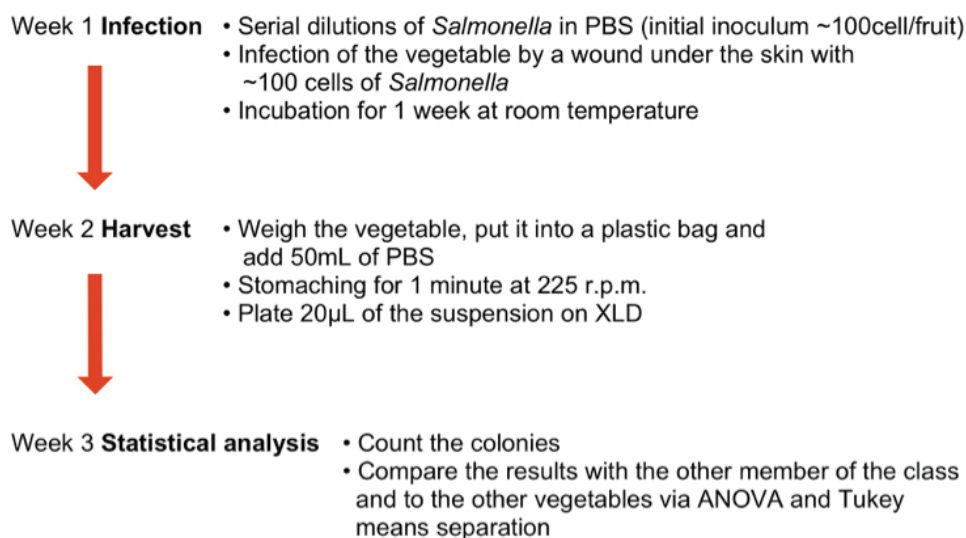 Week 1 Infection • Serial dilutions of Salmonella in PBS (initial inoculum ~100cell/fruit)
• Infection of the vegetable by a wound under the skin with
~100 cells of Salmonella
• Incubation for 1 week at room temperature
Week 2 Harvest • Weigh the vegetable, put it into a plastic bag and
add 50mL of PBS
• Stomaching for 1 minute at 225 r.p.m.
• Plate 20µL of the suspension on XLD
Week 3 Statistical analysis • Count the colonies
• Compare the results with the other member of the class
and to the other vegetables via ANOVA and Tukey
means separation